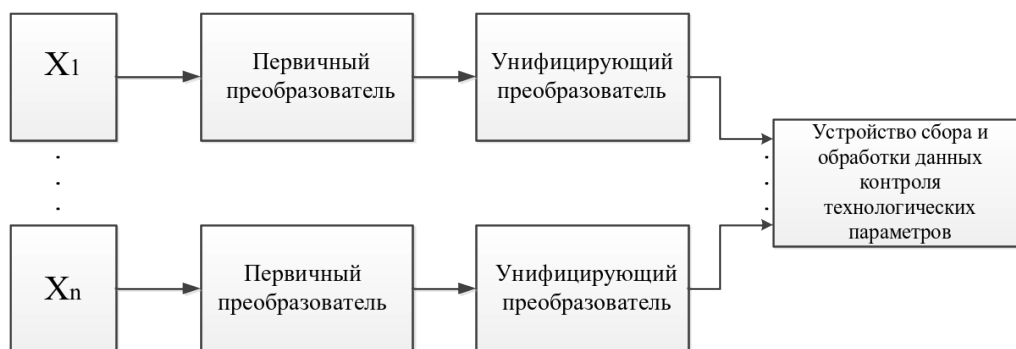 X1
Первичный
преобразователь
Унифицирующий
преобразователь
Устройство сбора и
обработки данных
контроля
технологических
параметров
Xn
Первичный
преобразователь
Унифицирующий
преобразователь